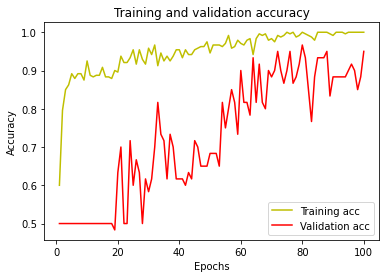 Training and validation accuracy
Accuracy
1.0
0.9
0.8
0.7
0.6
0.5
0
20
40
60
80
100
Epochs
Training acc
Validation acc